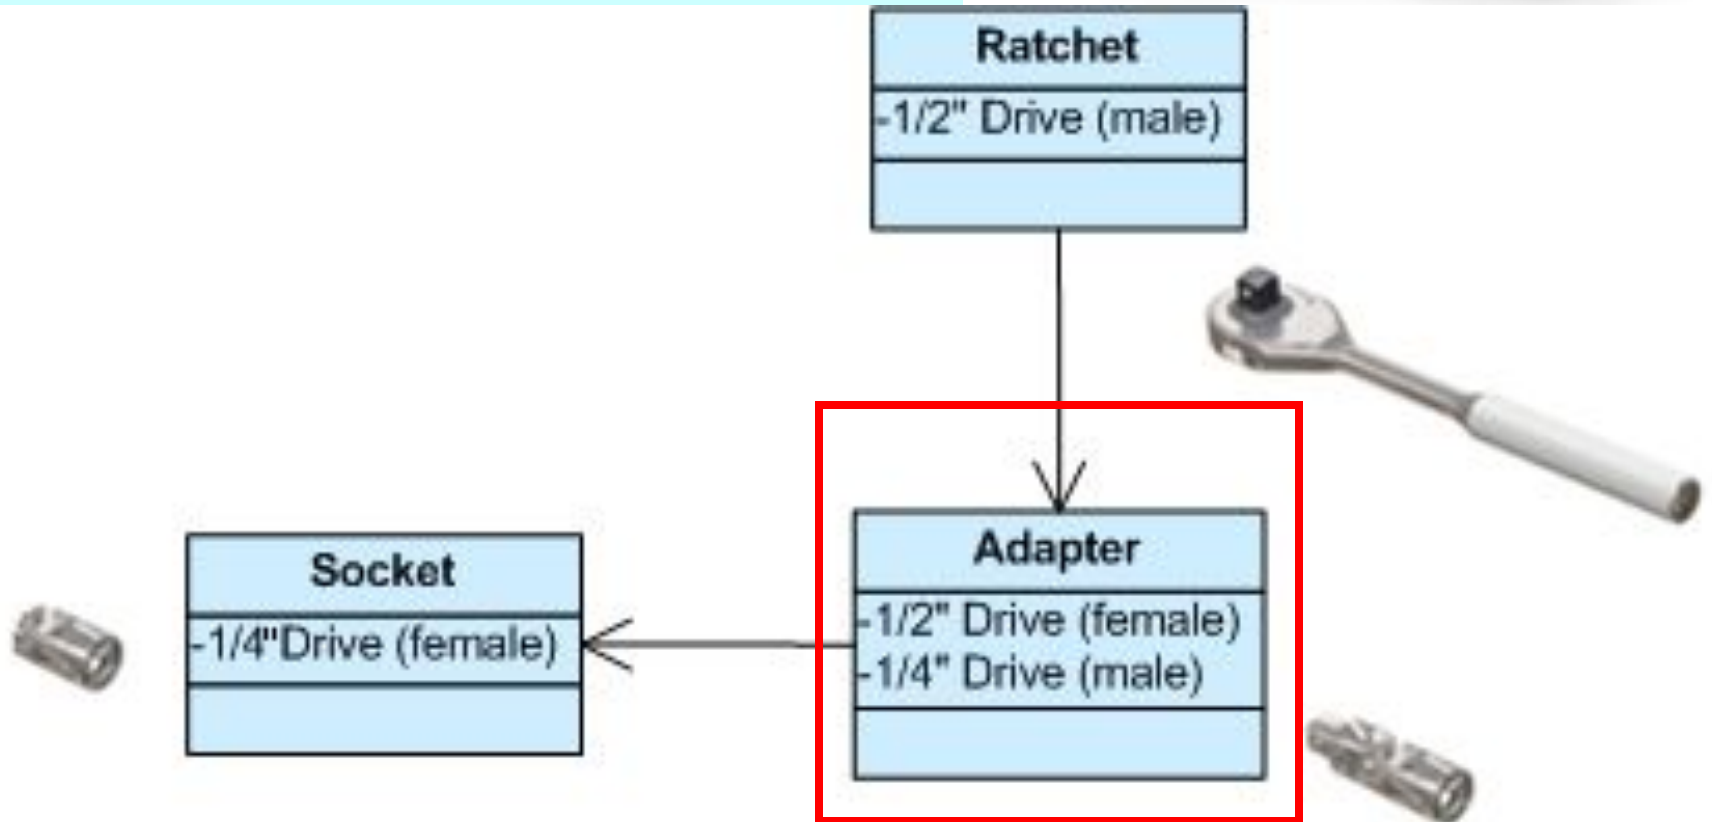 Ratchet
-1/2" Drive (male)
Adapter
-1/2" Drive (female)
-1/4" Drive (male)
Socket
-1/4"Drive (female)